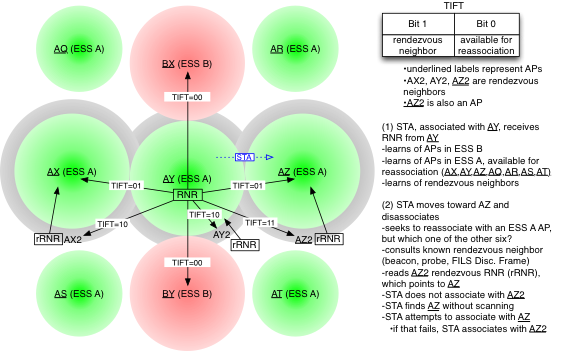 TIFT
Bit 1
Bit 0
rendezvous
neighbor
available for
reassociation
AQ (ESS A)
BX (ESS B)
AR (ESS A)
TIFT=00
AX (ESS A)
AY (ESS A)
STA
AZ (ESS A)
TIFT=01
RNR
TIFT=01
TIFT=10
TIFT=10
TIFT=11
rRNR
AX2
AY2
rRNR
AZ2
rRNR
TIFT=00
AS (ESS A)
BY (ESS B)
AT (ESS A)
•underlined labels represent APs
•AX2, AY2, AZ2 are rendezvous
neighbors
•AZ2 is also an AP
(1) STA, associated with AY, receives
RNR from AY
-learns of APs in ESS B
-learns of APs in ESS A, available for
reassociation (AX,AY,AZ,AQ,AR,AS,AT)
-learns of rendezvous neighbors
(2) STA moves toward AZ and
disassociates
-seeks to reassociate with an ESS A AP,
but which one of the other six?
-consults known rendezvous neighbor
(beacon, probe, FILS Disc. Frame)
-reads AZ2 rendezvous RNR (rRNR),
which points to AZ
-STA does not associate with AZ2
-STA finds AZ without scanning
-STA attempts to associate with AZ
•if that fails, STA associates with AZ2